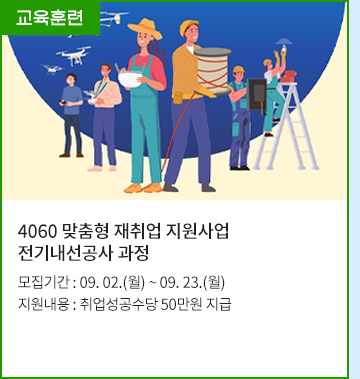 교육훈련
4060 맞춤형 재취업 지원사업
전기내선공사 과정
모집기간 : 09. 02.(월) ~ 09. 23.(월)
지원내용 : 취업성공수당 50만원 지급